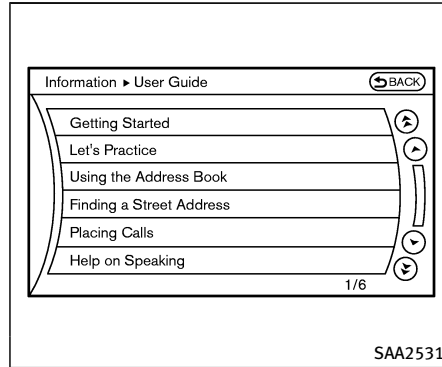 Information ▸ User Guide BACK
Getting Started
Let's Practice
Using the Address Book
Finding a Street Address
Placing Calls
Help on Speaking
1/6
SAA2531